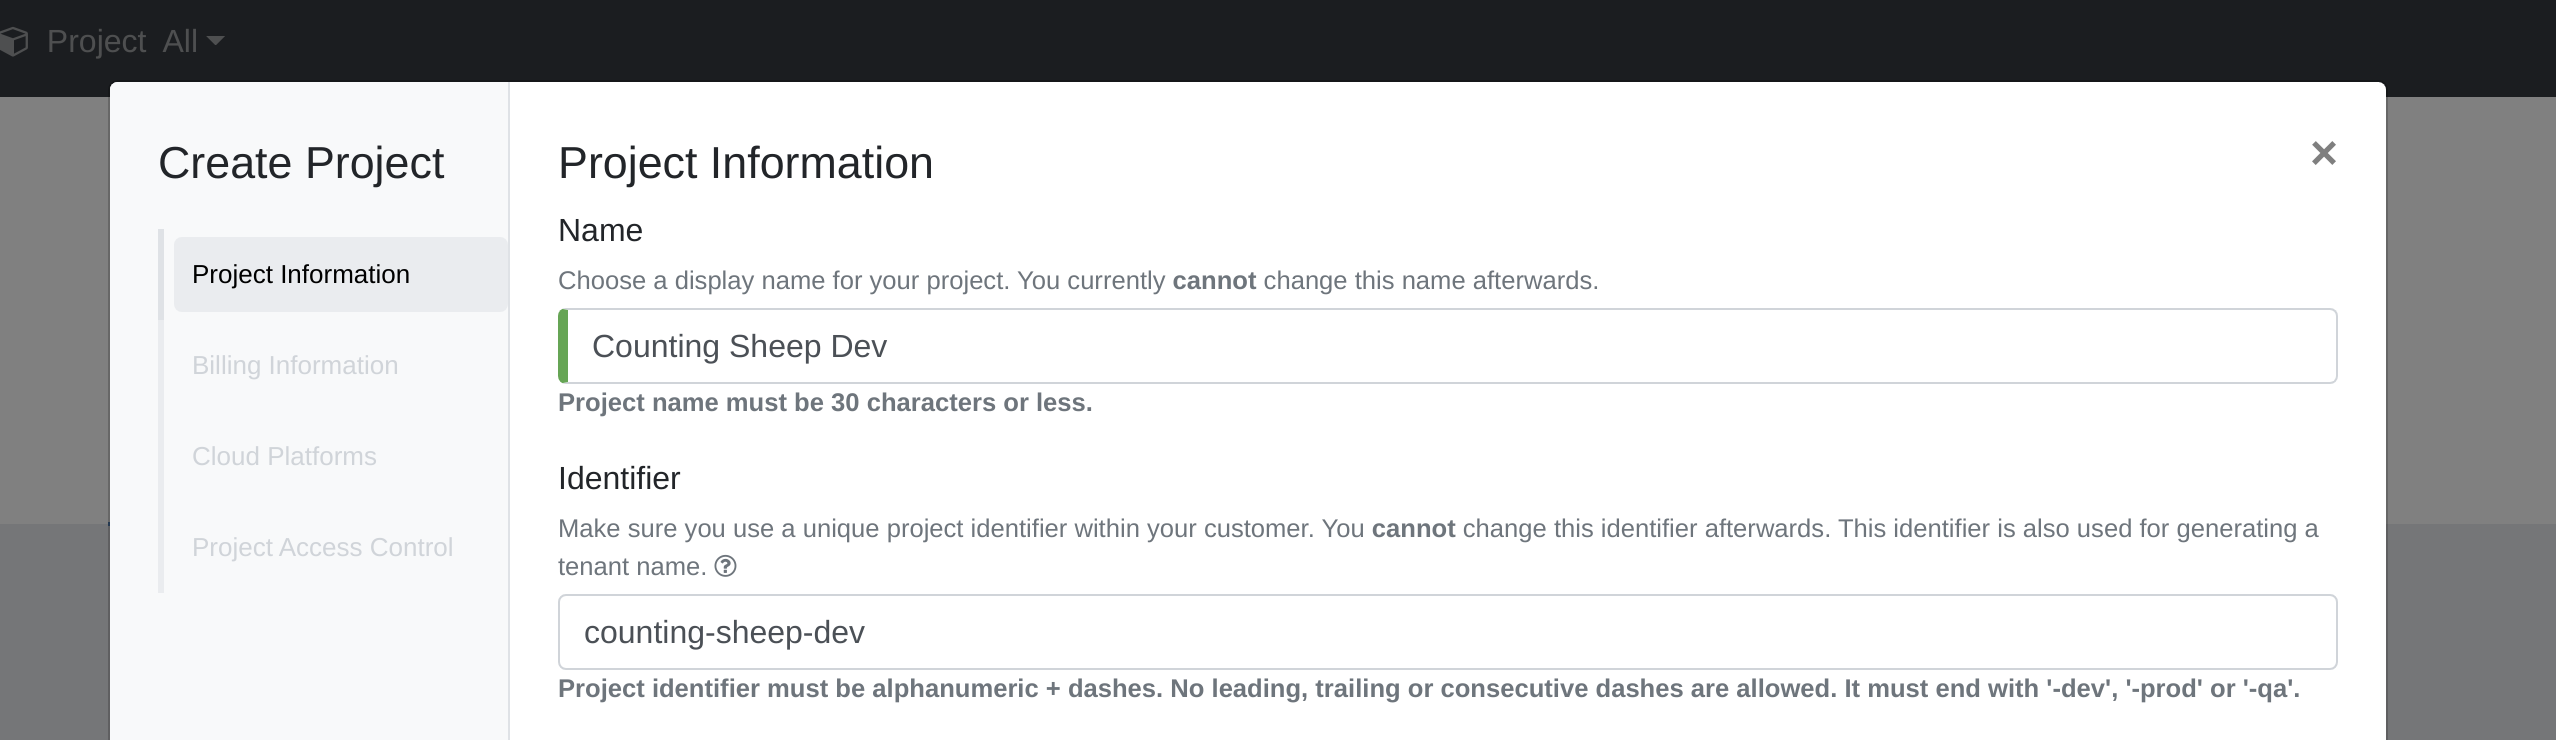 Project All
Create Project
Project Information
Billing Information
Cloud Platforms
Project Access Control
Project Information
Name
Choose a display name for your project. You currently cannot change this name afterwards.
Counting Sheep Dev
Project name must be 30 characters or less.
Identifier
Make sure you use a unique project identifier within your customer. You cannot change this identifier afterwards. This identifier is also used for generating a
tenant name.
counting-sheep-dev
Project identifier must be alphanumeric + dashes. No leading, trailing or consecutive dashes are allowed. It must end with '-dev', '-prod' or '-qa'.